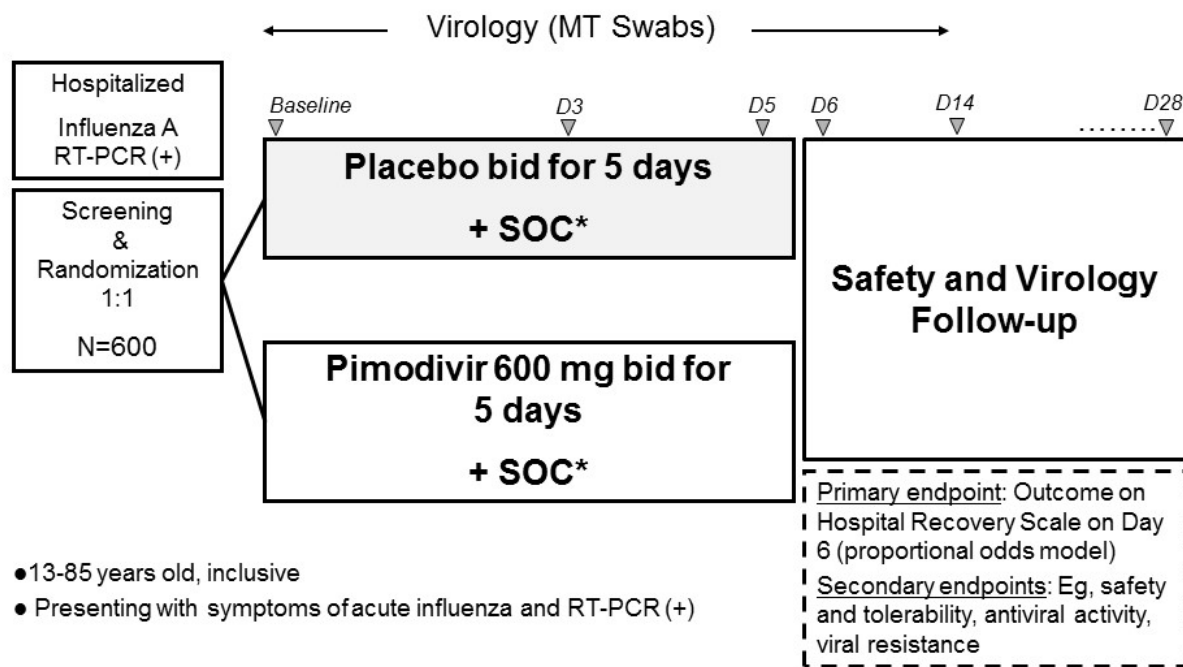 Virology (MT Swabs)
Hospitalized
Influenza A
RT-PCR (+)
Screening
&
Randomization
1:1
N=600
Baseline
D3
D5
D6
D14
D28
Placebo bid for 5 days
+ SOC*
Pimodivir 600 mg bid for
5 days
+ SOC*
Safety and Virology
Follow-up
Primary endpoint: Outcome on
Hospital Recovery Scale on Day
6 (proportional odds model)
Secondary endpoints: Eg, safety
and tolerability, antiviral activity,
viral resistance
●13-85 years old, inclusive
● Presenting with symptoms of acute influenza and RT-PCR (+)